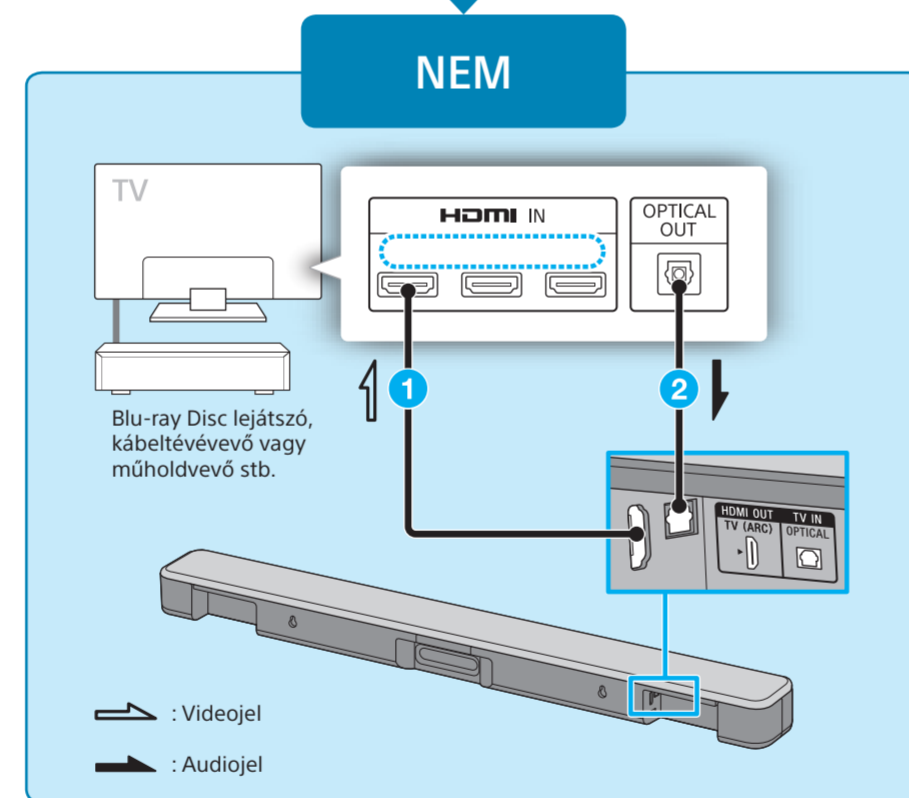 NEM
TV
HDMI IN
OPTICAL
OUT
1
2
Blu-ray Disc lejátszó,
kábeltévévevő vagy
műholdvevő stb.
HDMI OUT
TV (ARC)
TV IN
OPTICAL
: Videojel
: Audiojel